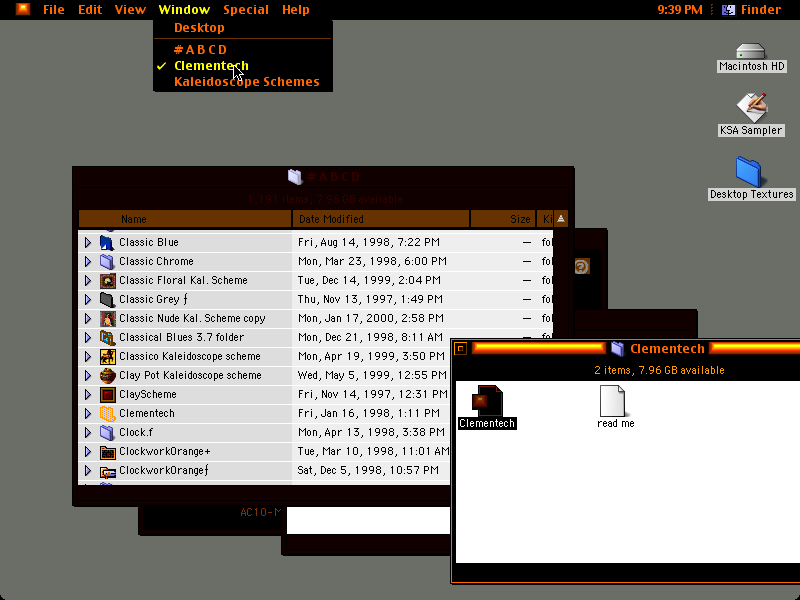 File Edit View Window Special Help 9:39 PM Finder
Desktop
#ABCD
✓ Clementech
Kaleidoscope Schemes
Macintosh HD
KSA Sampler
Desktop Textures
#ABCD
1,191 items, 7.96 GB available
Name Date Modified Size Ki
Classic Blue Fri, Aug 14, 1998, 7:22 PM — fol
Classic Chrome Mon, Mar 23, 1998, 6:00 PM — fol
Classic Floral Kal. Scheme Tue, Dec 14, 1999, 2:04 PM — fol
Classic Grey ƒ Thu, Nov 13, 1997, 1:49 PM — fol
Classic Nude Kal. Scheme copy Mon, Jan 17, 2000, 2:58 PM — fol
Classical Blues 3.7 folder Mon, Dec 21, 1998, 8:11 AM — fol
Classico Kaleidoscope scheme Mon, Apr 19, 1999, 3:50 PM
Clay Pot Kaleidoscope scheme Wed, May 5, 1999, 12:55 PM
ClayScheme Fri, Nov 14, 1997, 12:31 PM
Clementech Fri, Jan 16, 1998, 1:11 PM
Clock.f Mon, Apr 13, 1998, 3:38 PM
ClockworkOrange+ Tue, Mar 10, 1998, 11:01 AM
ClockworkOrangeƒ Sat, Dec 5, 1998, 10:57 PM
AC10-M
Clementech
2 items, 7.96 GB available
Clementech
read me